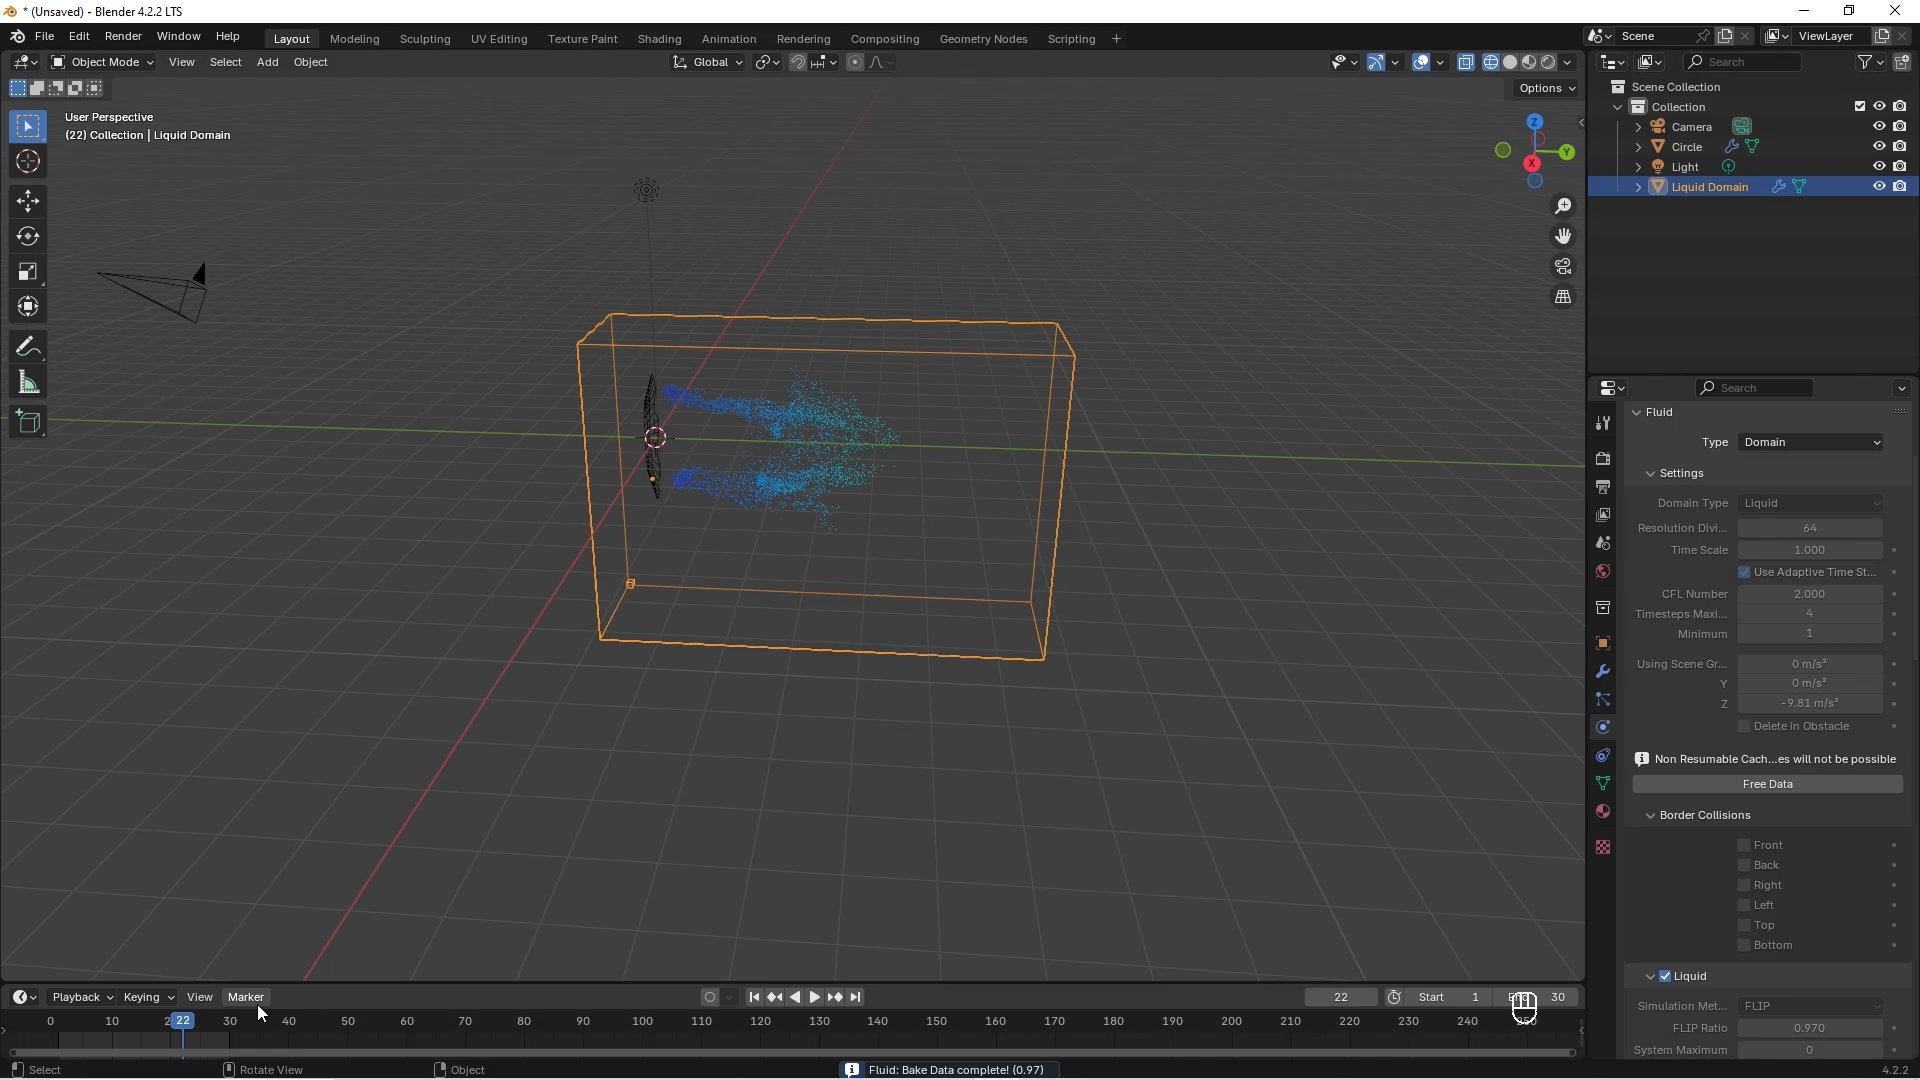 * (Unsaved) - Blender 4.2.2 LTS
File Edit Render Window Help
Layout Modeling Sculpting UV Editing Texture Paint Shading Animation Rendering Compositing Geometry Nodes Scripting +
Scene ViewLayer
Object Mode View Select Add Object Global
Search
Options
User Perspective
(22) Collection | Liquid Domain
Z
Y
X
Scene Collection
Collection
Camera
Circle
Light
Liquid Domain
Search
Fluid
Type Domain
Settings
Domain Type Liquid
Resolution Divi... 64
Time Scale 1.000
Use Adaptive Time St...
CFL Number 2.000
Timesteps Maxi... 4
Minimum 1
Using Scene Gr... 0 m/s²
Y 0 m/s²
Z -9.81 m/s²
Delete in Obstacle
Non Resumable Cach...es will not be possible
Free Data
Border Collisions
Front
Back
Right
Left
Top
Bottom
Liquid
Simulation Met... FLIP
FLIP Ratio 0.970
System Maximum 0
Playback Keying View Marker 22 Start 1 30
0 10 22 30 40 50 60 70 80 90 100 110 120 130 140 150 160 170 180 190 200 210 220 230 240 250
Select Rotate View Object Fluid: Bake Data complete! (0.97) 4.2.2